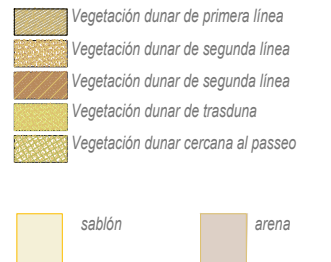 Vegetación dunar de primera línea
Vegetación dunar de segunda línea
Vegetación dunar de segunda línea
Vegetación dunar de trasduna
Vegetación dunar cercana al passeo
sablón arena